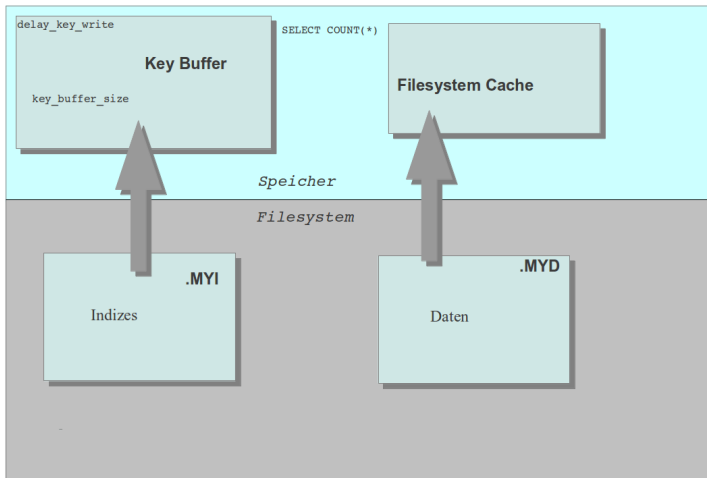 delay_key_write
SELECT COUNT(*)
Key Buffer
key_buffer_size
Filesystem Cache
Speicher
Filesystem
.MYI
Indizes
.MYD
Daten